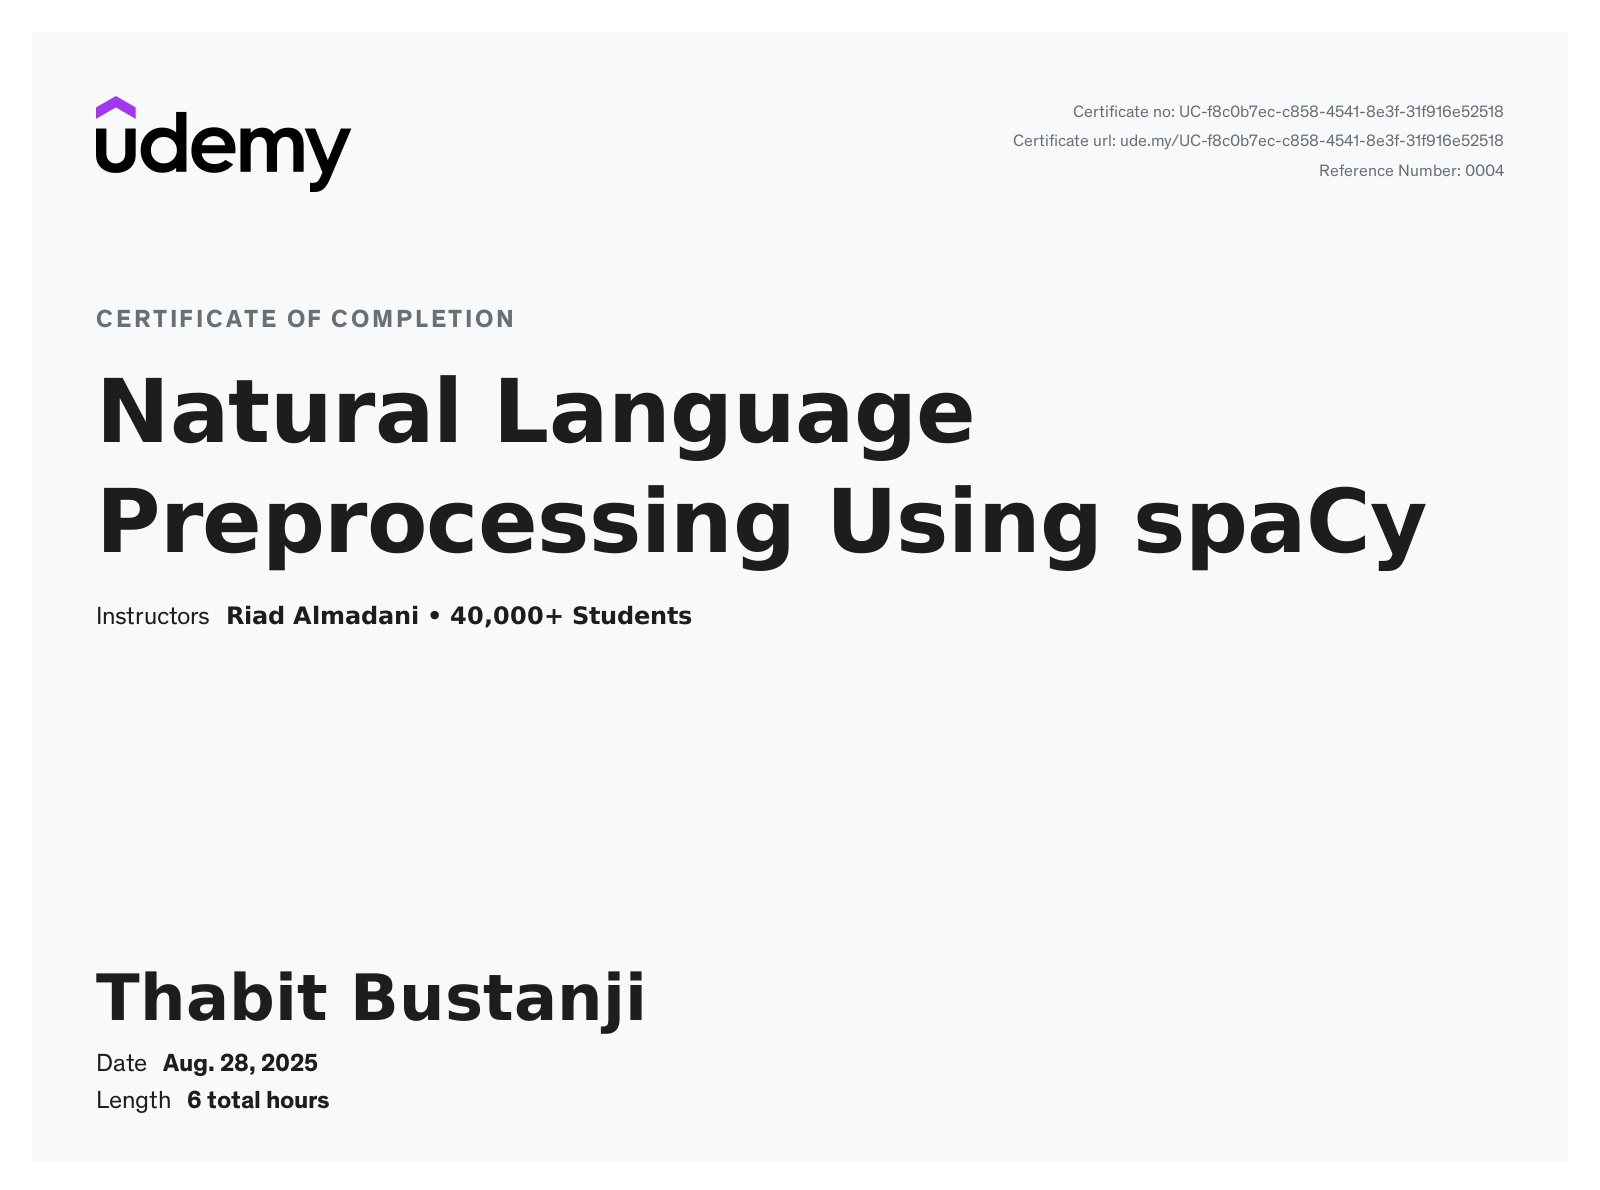 udemy
Certificate no: UC-f8c0b7ec-c858-4541-8e3f-31f916e52518
Certificate url: ude.my/UC-f8c0b7ec-c858-4541-8e3f-31f916e52518
Reference Number: 0004
CERTIFICATE OF COMPLETION
Natural Language
Preprocessing Using spaCy
Instructors Riad Almadani • 40,000+ Students
Thabit Bustanji
Date Aug. 28, 2025
Length 6 total hours